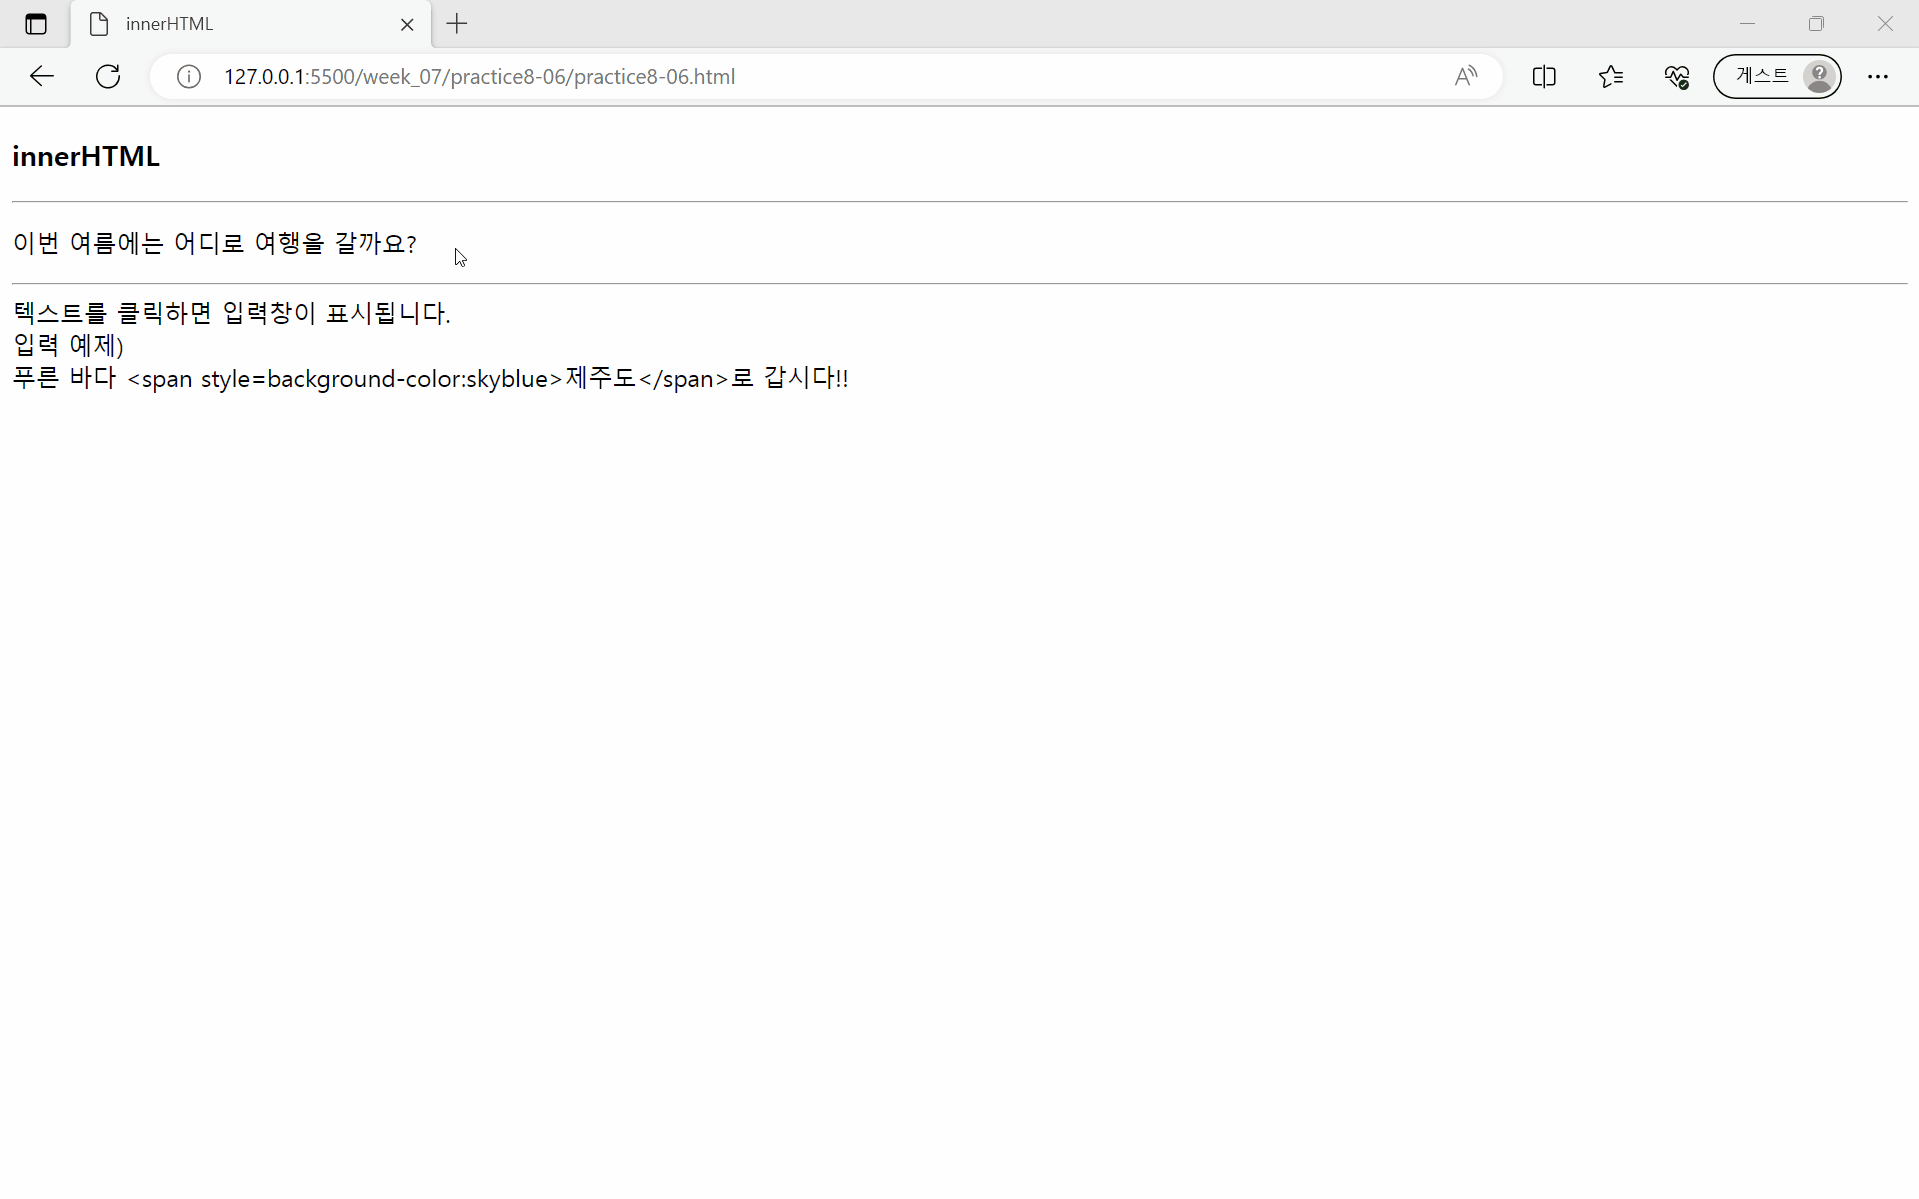 innerHTML
127.0.0.1:5500/week_07/practice8-06/practice8-06.html
게스트
innerHTML
이번 여름에는 어디로 여행을 갈까요?
텍스트를 클릭하면 입력창이 표시됩니다.
입력 예제)
푸른 바다 <span style=background-color:skyblue>제주도</span>로 갑시다!!